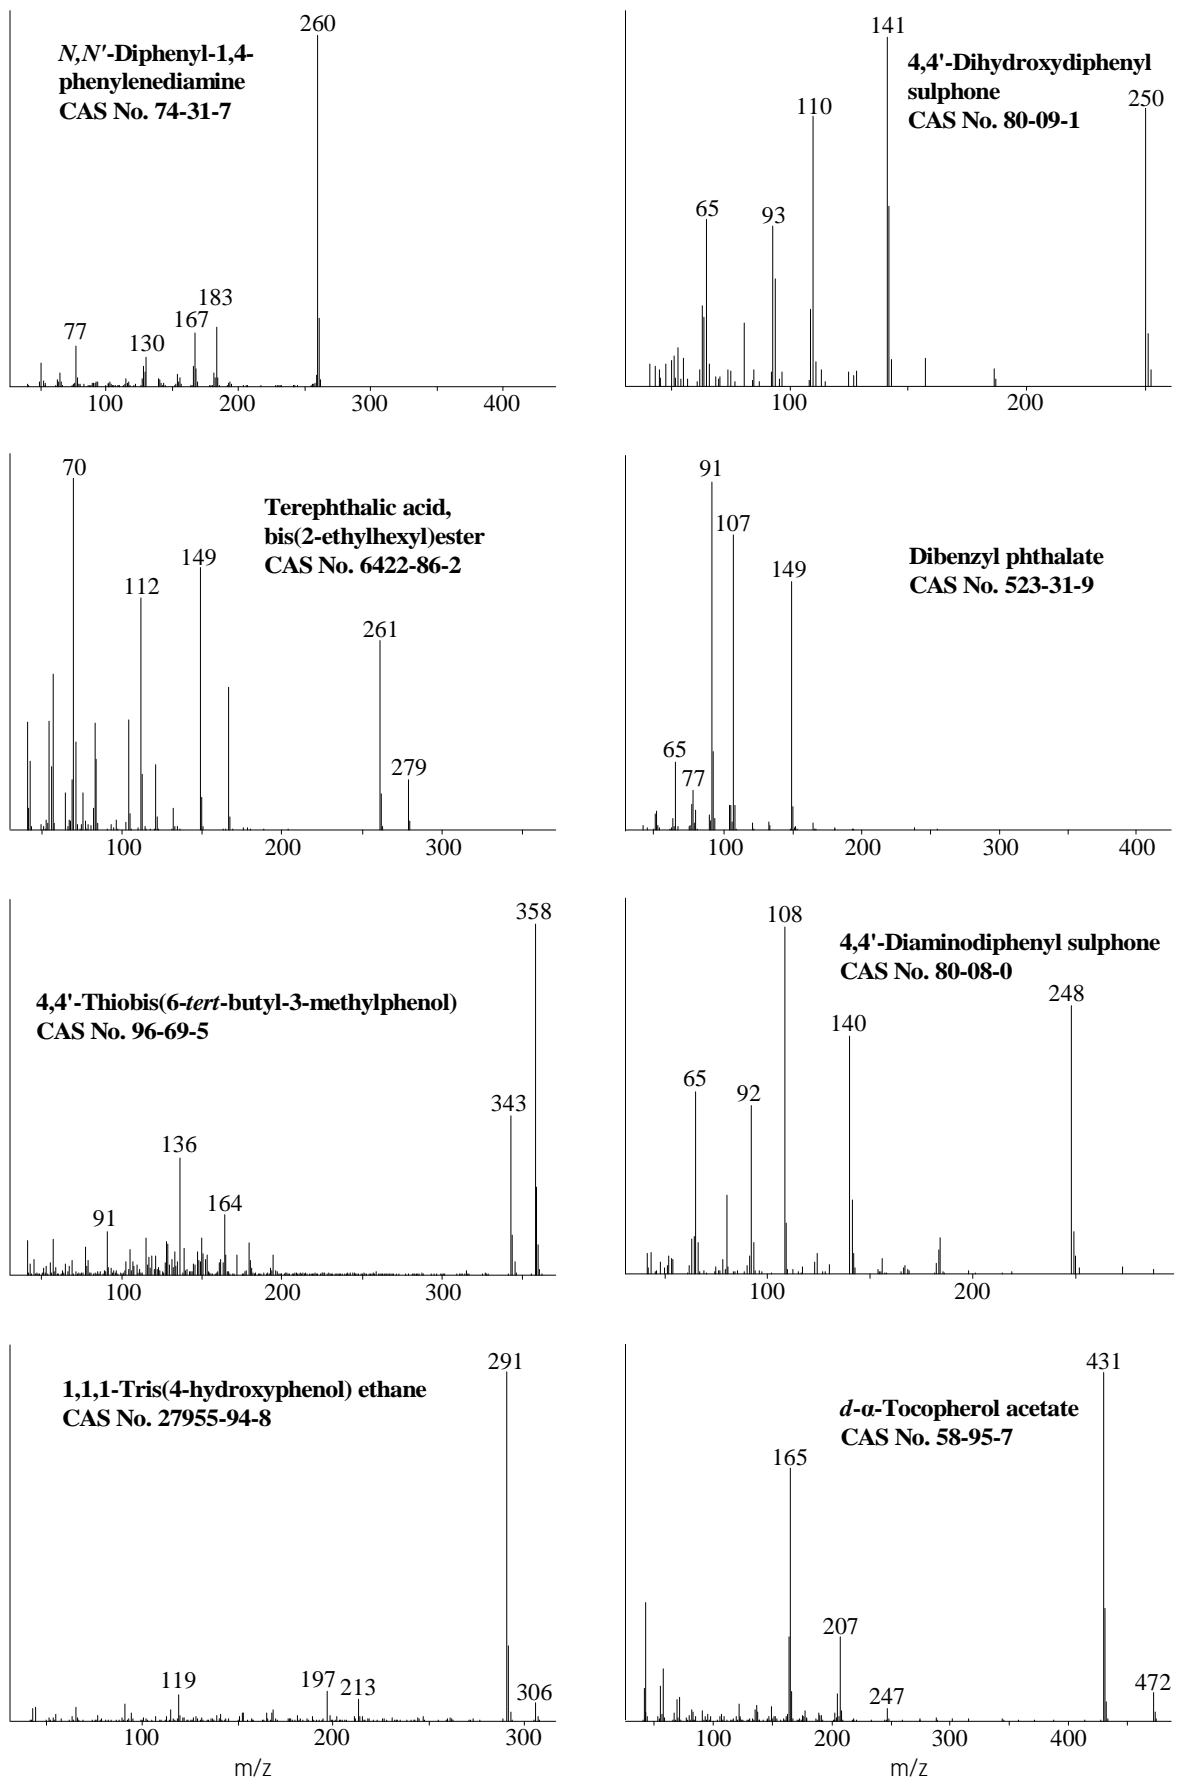 260
N,N'-Diphenyl-1,4-
phenylenediamine
CAS No. 74-31-7
183
167
130
77
100 200 300 400
141
4,4'-Dihydroxydiphenyl
sulphone
CAS No. 80-09-1
250
110
65
93
100 200
70
Terephthalic acid,
bis(2-ethylhexyl)ester
CAS No. 6422-86-2
149
112
261
279
100 200 300
91
107
Dibenzyl phthalate
CAS No. 523-31-9
149
65
77
100 200 300 400
358
4,4'-Thiobis(6-tert-butyl-3-methylphenol)
CAS No. 96-69-5
343
136
164
91
100 200 300
108
4,4'-Diaminodiphenyl sulphone
CAS No. 80-08-0
248
140
65
92
100 200
291
1,1,1-Tris(4-hydroxyphenol) ethane
CAS No. 27955-94-8
119
197
213
306
100 200 300
m/z
431
d-α-Tocopherol acetate
CAS No. 58-95-7
165
207
247
472
100 200 300 400
m/z